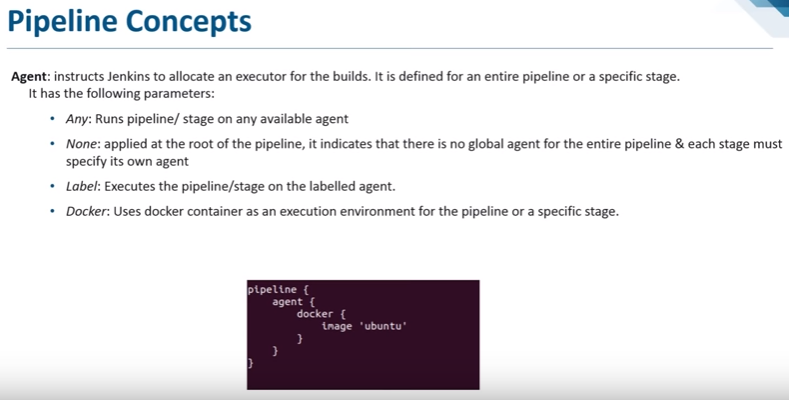 Pipeline Concepts
Agent: instructs Jenkins to allocate an executor for the builds. It is defined for an entire pipeline or a specific stage.
It has the following parameters:
• Any: Runs pipeline/ stage on any available agent
• None: applied at the root of the pipeline, it indicates that there is no global agent for the entire pipeline & each stage must
specify its own agent
• Label: Executes the pipeline/stage on the labelled agent.
• Docker: Uses docker container as an execution environment for the pipeline or a specific stage.
pipeline {
    agent {
        docker {
            image 'ubuntu'
        }
    }
}